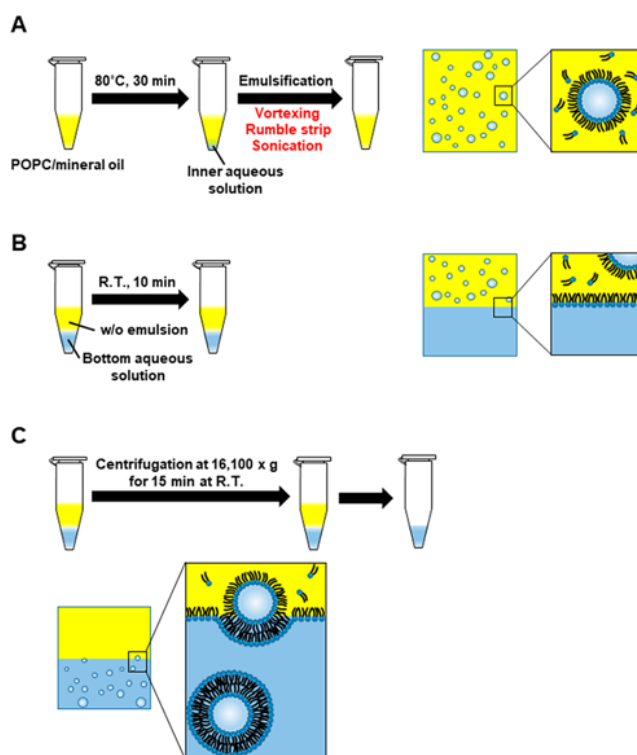 A
80°C, 30 min
Emulsification
Vortexing
Rumble strip
Sonication
POPC/mineral oil
Inner aqueous
solution
B
R.T., 10 min
w/o emulsion
Bottom aqueous
solution
C
Centrifugation at 16,100 x g
for 15 min at R.T.